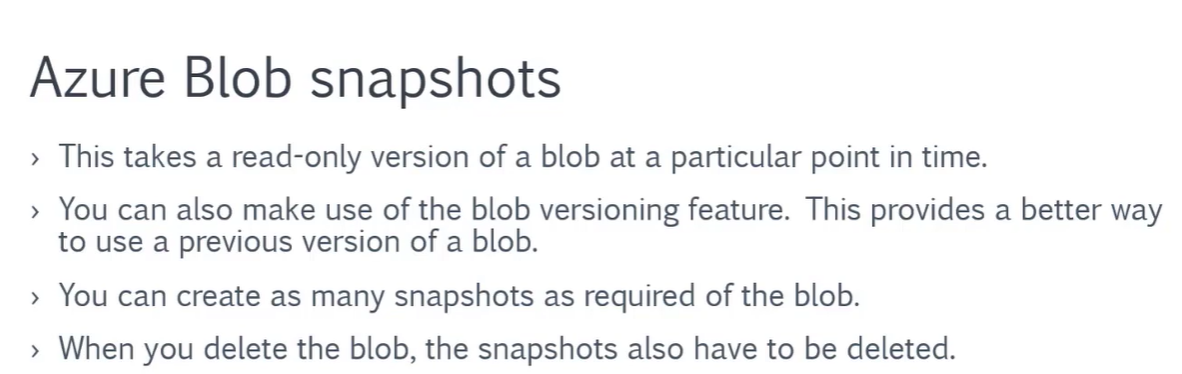 Azure Blob snapshots
› This takes a read-only version of a blob at a particular point in time.
› You can also make use of the blob versioning feature.  This provides a better way
to use a previous version of a blob.
› You can create as many snapshots as required of the blob.
› When you delete the blob, the snapshots also have to be deleted.